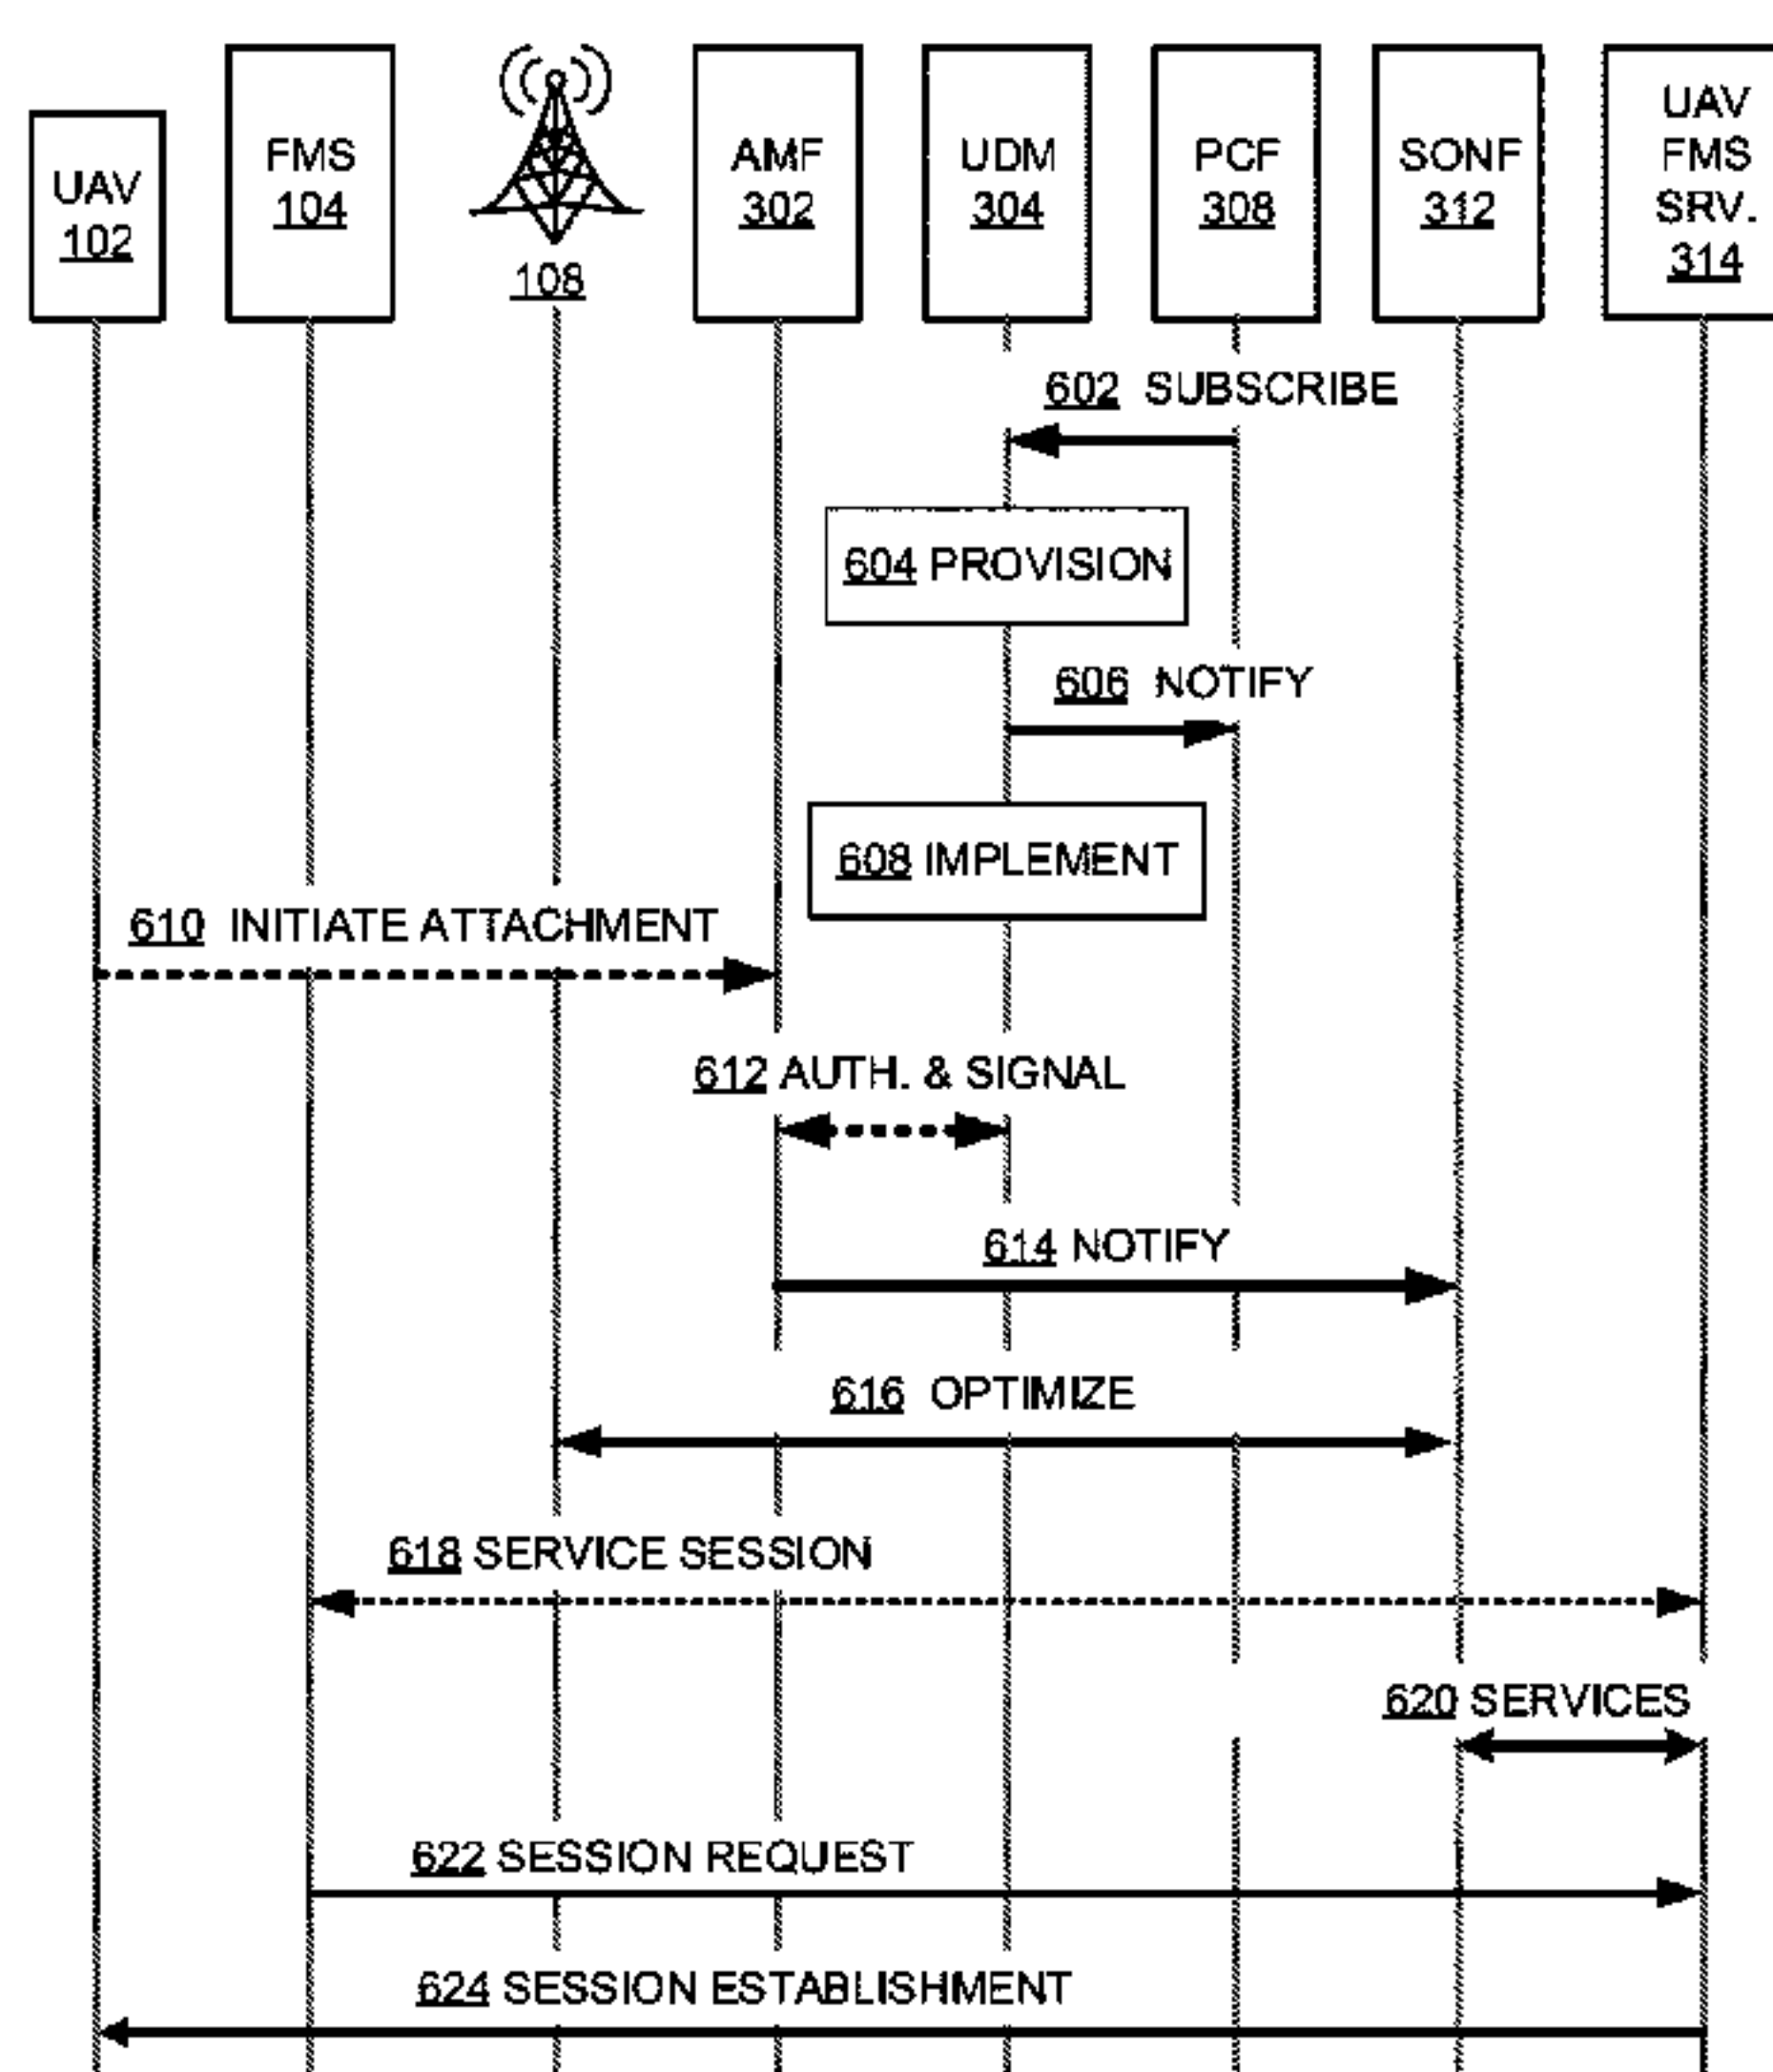 UAV
102
FMS
104
108
AMF
302
UDM
304
PCF
308
SONF
312
UAV
FMS
SRV.
314
602 SUBSCRIBE
604 PROVISION
606 NOTIFY
608 IMPLEMENT
610 INITIATE ATTACHMENT
612 AUTH. & SIGNAL
614 NOTIFY
616 OPTIMIZE
618 SERVICE SESSION
620 SERVICES
622 SESSION REQUEST
624 SESSION ESTABLISHMENT